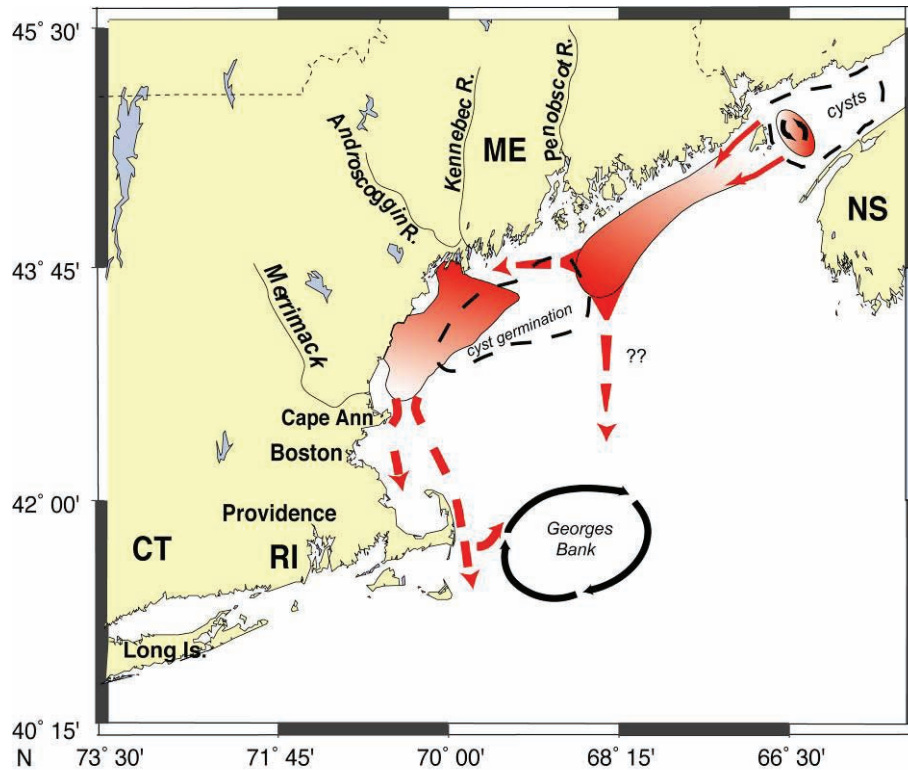 45° 30'
cysts
Penobscot R.
Kennebec R.
ME
Androscoggin R.
NS
43° 45'
Merrimack
cyst germination
??
Cape Ann
Boston
42° 00'
Providence
Georges
Bank
CT
RI
Long Is.
40° 15'
N
73° 30'
71° 45'
70° 00'
68° 15'
66° 30'